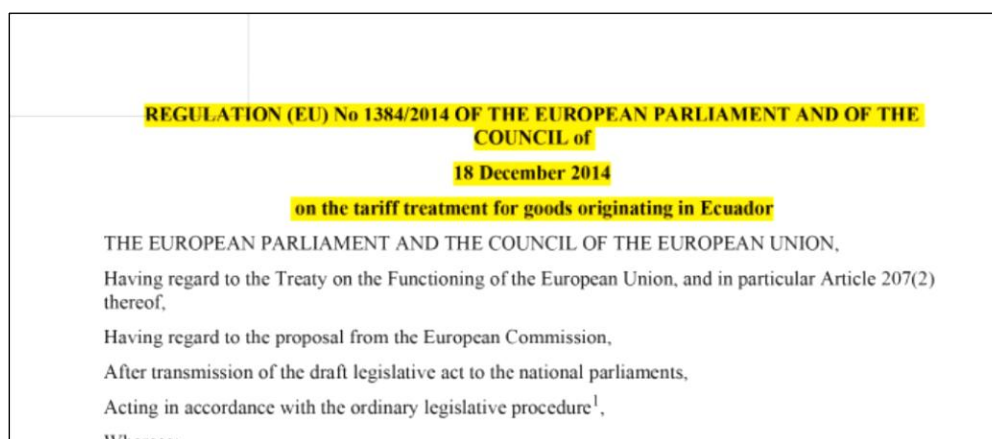 REGULATION (EU) No 1384/2014 OF THE EUROPEAN PARLIAMENT AND OF THE
COUNCIL of
18 December 2014
on the tariff treatment for goods originating in Ecuador
THE EUROPEAN PARLIAMENT AND THE COUNCIL OF THE EUROPEAN UNION,
Having regard to the Treaty on the Functioning of the European Union, and in particular Article 207(2)
thereof,
Having regard to the proposal from the European Commission,
After transmission of the draft legislative act to the national parliaments,
Acting in accordance with the ordinary legislative procedure¹,